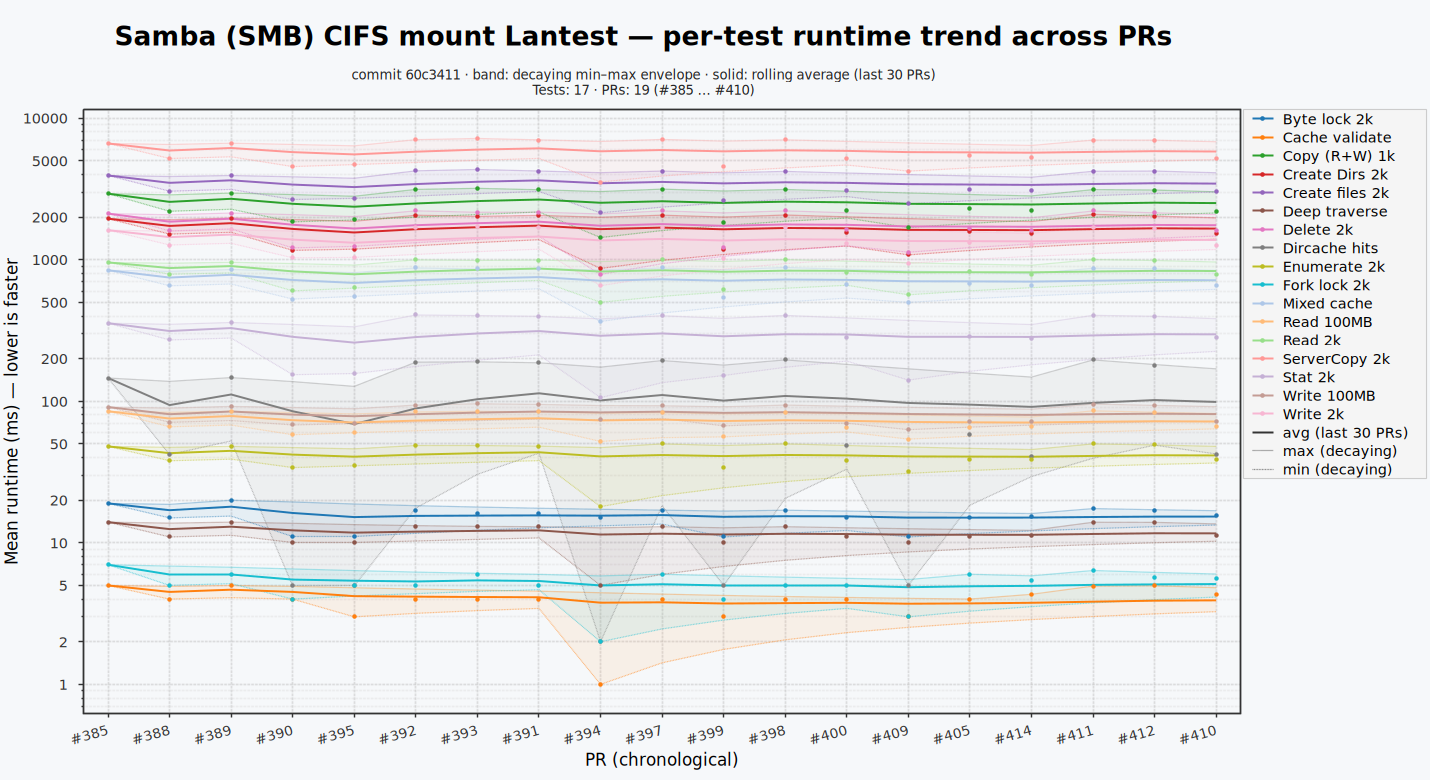 Samba (SMB) CIFS mount Lantest — per-test runtime trend across PRs
commit 60c3411 · band: decaying min–max envelope · solid: rolling average (last 30 PRs)
Tests: 17 · PRs: 19 (#385 … #410)
Mean runtime (ms) — lower is faster
10000
5000
2000
1000
500
200
100
50
20
10
5
2
1
#385
#388
#389
#390
#395
#392
#393
#391
#394
#397
#399
#398
#400
#409
#405
#414
#411
#412
#410
PR (chronological)
Byte lock 2k
Cache validate
Copy (R+W) 1k
Create Dirs 2k
Create files 2k
Deep traverse
Delete 2k
Dircache hits
Enumerate 2k
Fork lock 2k
Mixed cache
Read 100MB
Read 2k
ServerCopy 2k
Stat 2k
Write 100MB
Write 2k
avg (last 30 PRs)
max (decaying)
min (decaying)